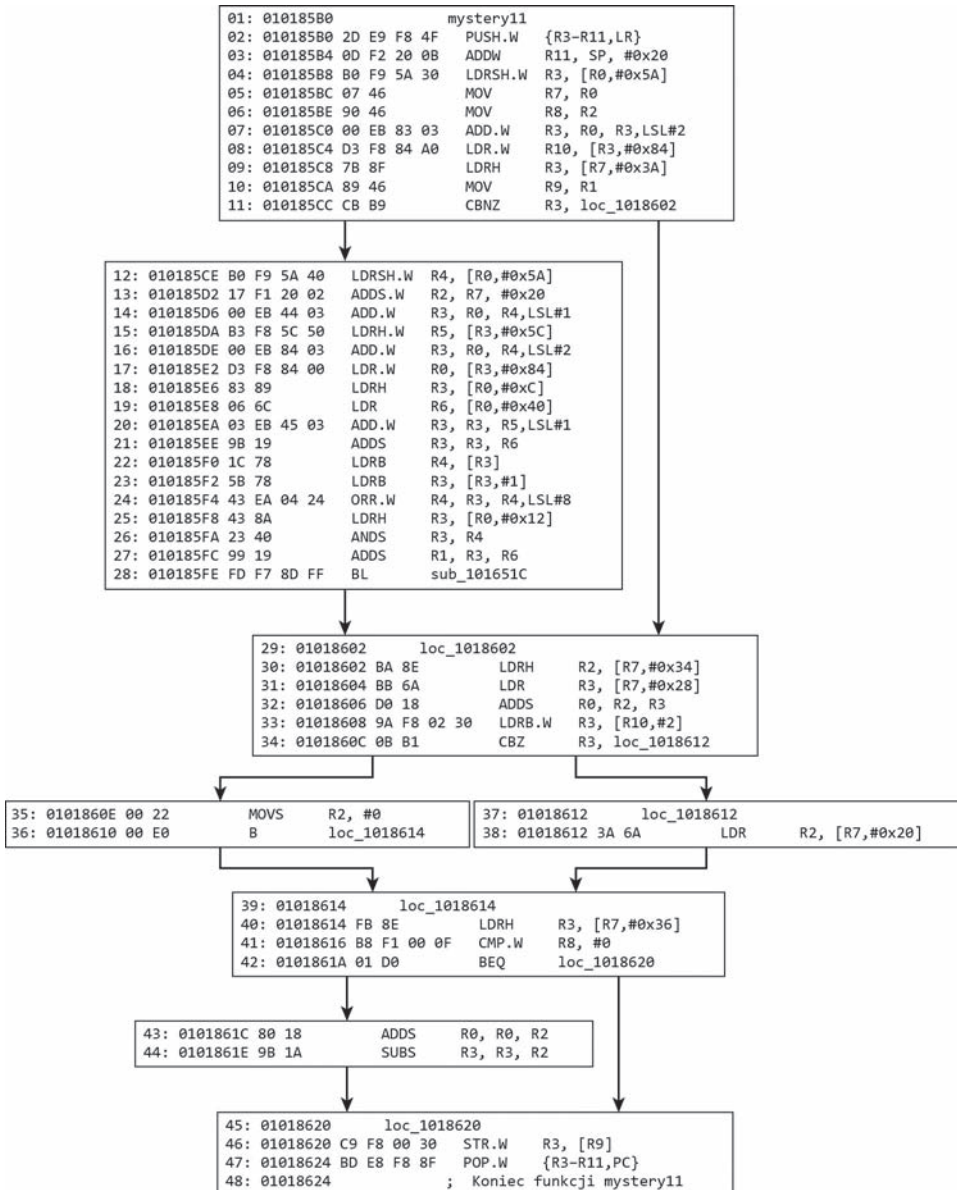 01: 010185B0 mystery11
02: 010185B0 2D E9 F8 4F PUSH.W {R3-R11,LR}
03: 010185B4 0D F2 20 0B ADDW R11, SP, #0x20
04: 010185B8 B0 F9 5A 30 LDRSH.W R3, [R0,#0x5A]
05: 010185BC 07 46 MOV R7, R0
06: 010185BE 90 46 MOV R8, R2
07: 010185C0 00 EB 83 03 ADD.W R3, R0, R3,LSL#2
08: 010185C4 D3 F8 84 A0 LDR.W R10, [R3,#0x84]
09: 010185C8 7B 8F LDRH R3, [R7,#0x3A]
10: 010185CA 89 46 MOV R9, R1
11: 010185CC CB B9 CBNZ R3, loc_1018602
12: 010185CE B0 F9 5A 40 LDRSH.W R4, [R0,#0x5A]
13: 010185D2 17 F1 20 02 ADDS.W R2, R7, #0x20
14: 010185D6 00 EB 44 03 ADD.W R3, R0, R4,LSL#1
15: 010185DA B3 F8 5C 50 LDRH.W R5, [R3,#0x5C]
16: 010185DE 00 EB 84 03 ADD.W R3, R0, R4,LSL#2
17: 010185E2 D3 F8 84 00 LDR.W R0, [R3,#0x84]
18: 010185E6 83 89 LDRH R3, [R0,#0xC]
19: 010185E8 06 6C LDR R6, [R0,#0x40]
20: 010185EA 03 EB 45 03 ADD.W R3, R3, R5,LSL#1
21: 010185EE 9B 19 ADDS R3, R3, R6
22: 010185F0 1C 78 LDRB R4, [R3]
23: 010185F2 5B 78 LDRB R3, [R3,#1]
24: 010185F4 43 EA 04 24 ORR.W R4, R3, R4,LSL#8
25: 010185F8 43 8A LDRH R3, [R0,#0x12]
26: 010185FA 23 40 ANDS R3, R4
27: 010185FC 99 19 ADDS R1, R3, R6
28: 010185FE FD F7 8D FF BL sub_101651C
29: 01018602 loc_1018602
30: 01018602 BA 8E LDRH R2, [R7,#0x34]
31: 01018604 BB 6A LDR R3, [R7,#0x28]
32: 01018606 D0 18 ADDS R0, R2, R3
33: 01018608 9A F8 02 30 LDRB.W R3, [R10,#2]
34: 0101860C 0B B1 CBZ R3, loc_1018612
35: 0101860E 00 22 MOVS R2, #0
36: 01018610 00 E0 B loc_1018614
37: 01018612 loc_1018612
38: 01018612 3A 6A LDR R2, [R7,#0x20]
39: 01018614 loc_1018614
40: 01018614 FB 8E LDRH R3, [R7,#0x36]
41: 01018616 B8 F1 00 0F CMP.W R8, #0
42: 0101861A 01 D0 BEQ loc_1018620
43: 0101861C 80 18 ADDS R0, R0, R2
44: 0101861E 9B 1A SUBS R3, R3, R2
45: 01018620 loc_1018620
46: 01018620 C9 F8 00 30 STR.W R3, [R9]
47: 01018624 BD E8 F8 8F POP.W {R3-R11,PC}
48: 01018624 ; Koniec funkcji mystery11